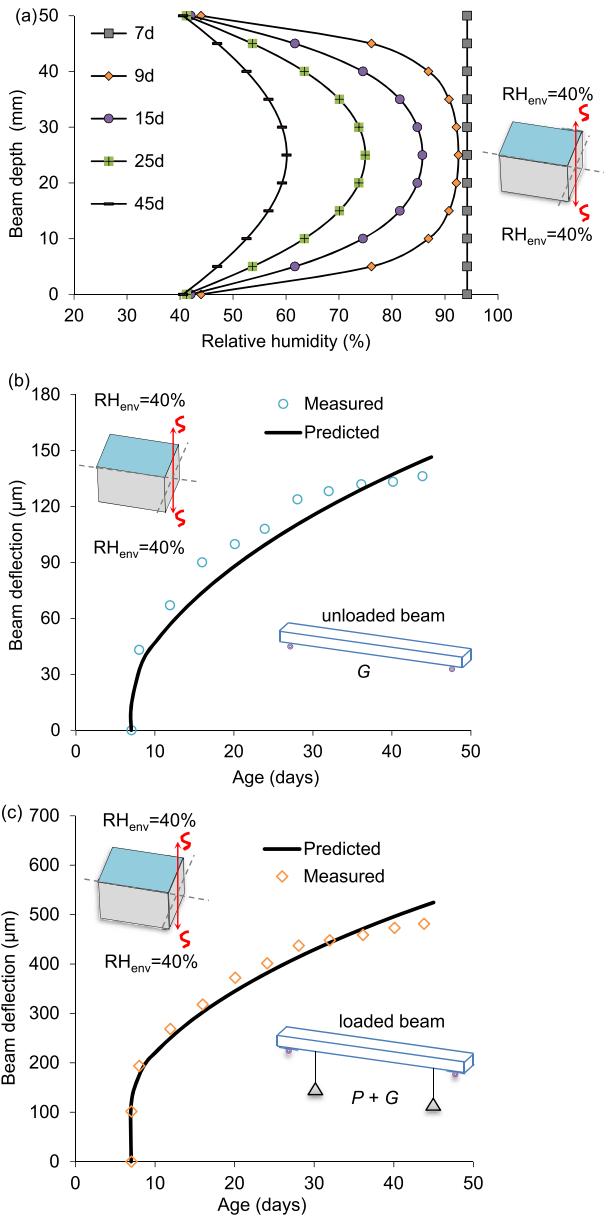 (a)
50
40
30
20
10
0
Beam depth (mm)
7d
9d
15d
25d
45d
20 30 40 50 60 70 80 90 100
Relative humidity (%)
RHenv=40%
ς
ς
RHenv=40%
(b)
180
150
120
90
60
30
0
Beam deflection (μm)
RHenv=40%
ς
ς
RHenv=40%
Measured
Predicted
unloaded beam
G
0 10 20 30 40 50
Age (days)
(c)
700
600
500
400
300
200
100
0
Beam deflection (μm)
RHenv=40%
ς
ς
RHenv=40%
Predicted
Measured
loaded beam
P + G
0 10 20 30 40 50
Age (days)